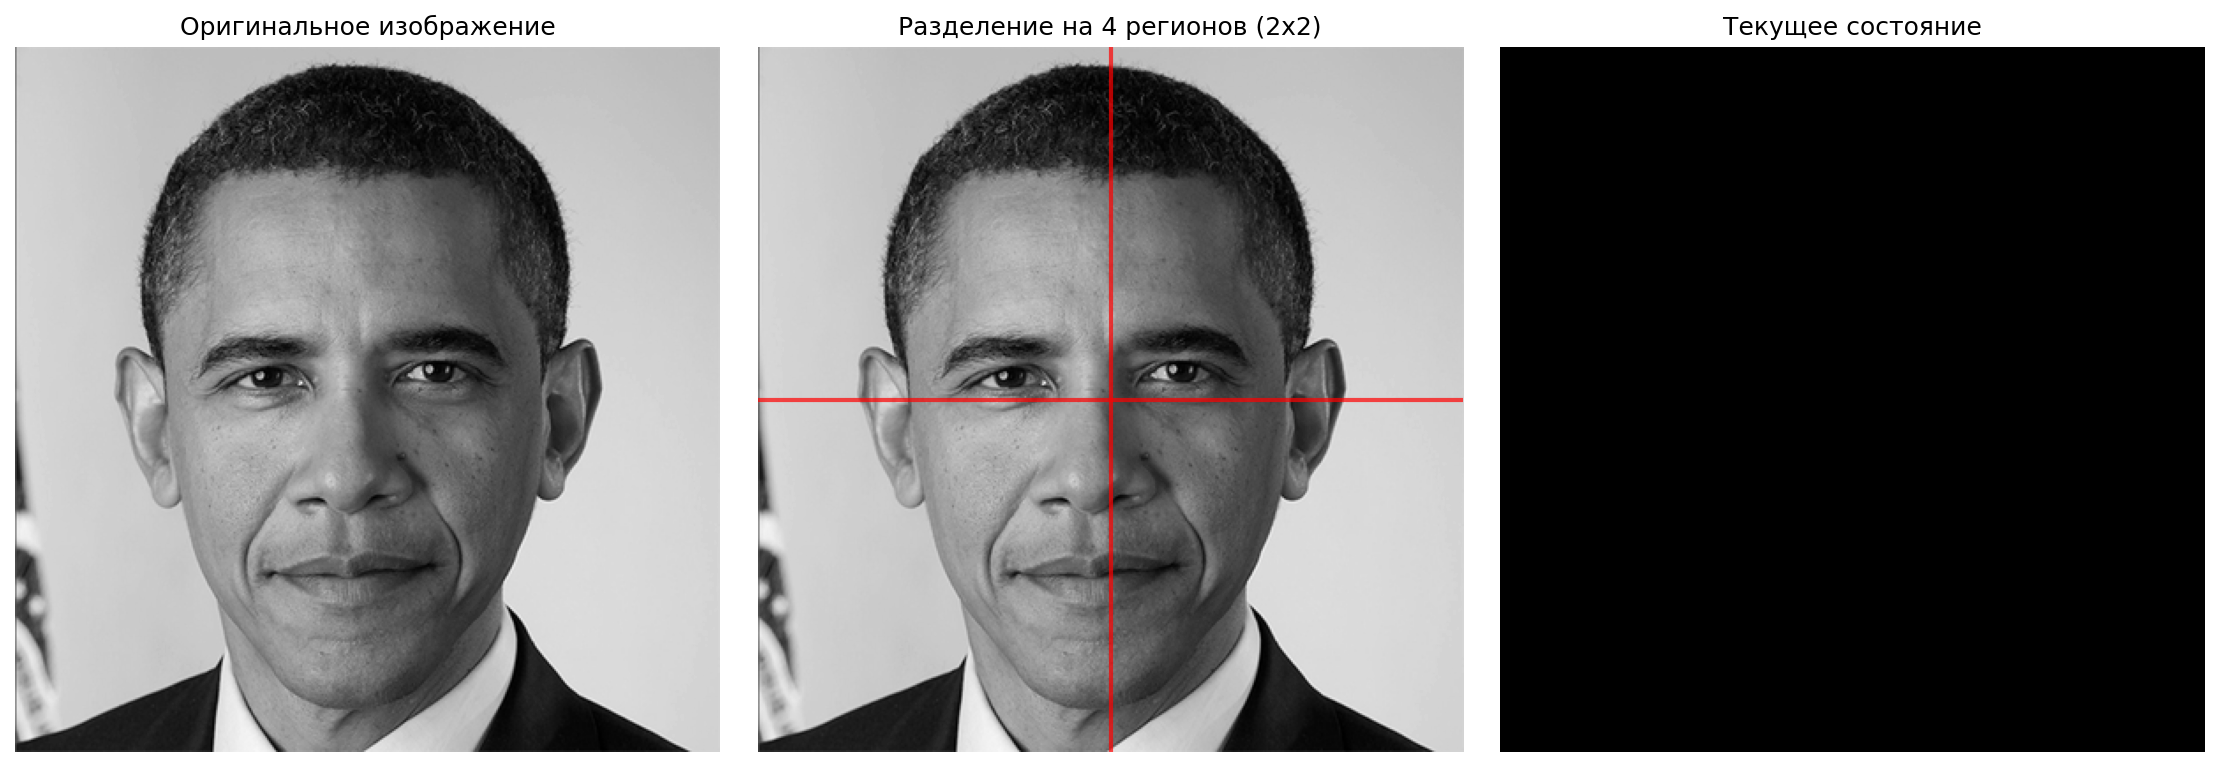 Оригинальное изображение
Разделение на 4 регионов (2x2)
Текущее состояние